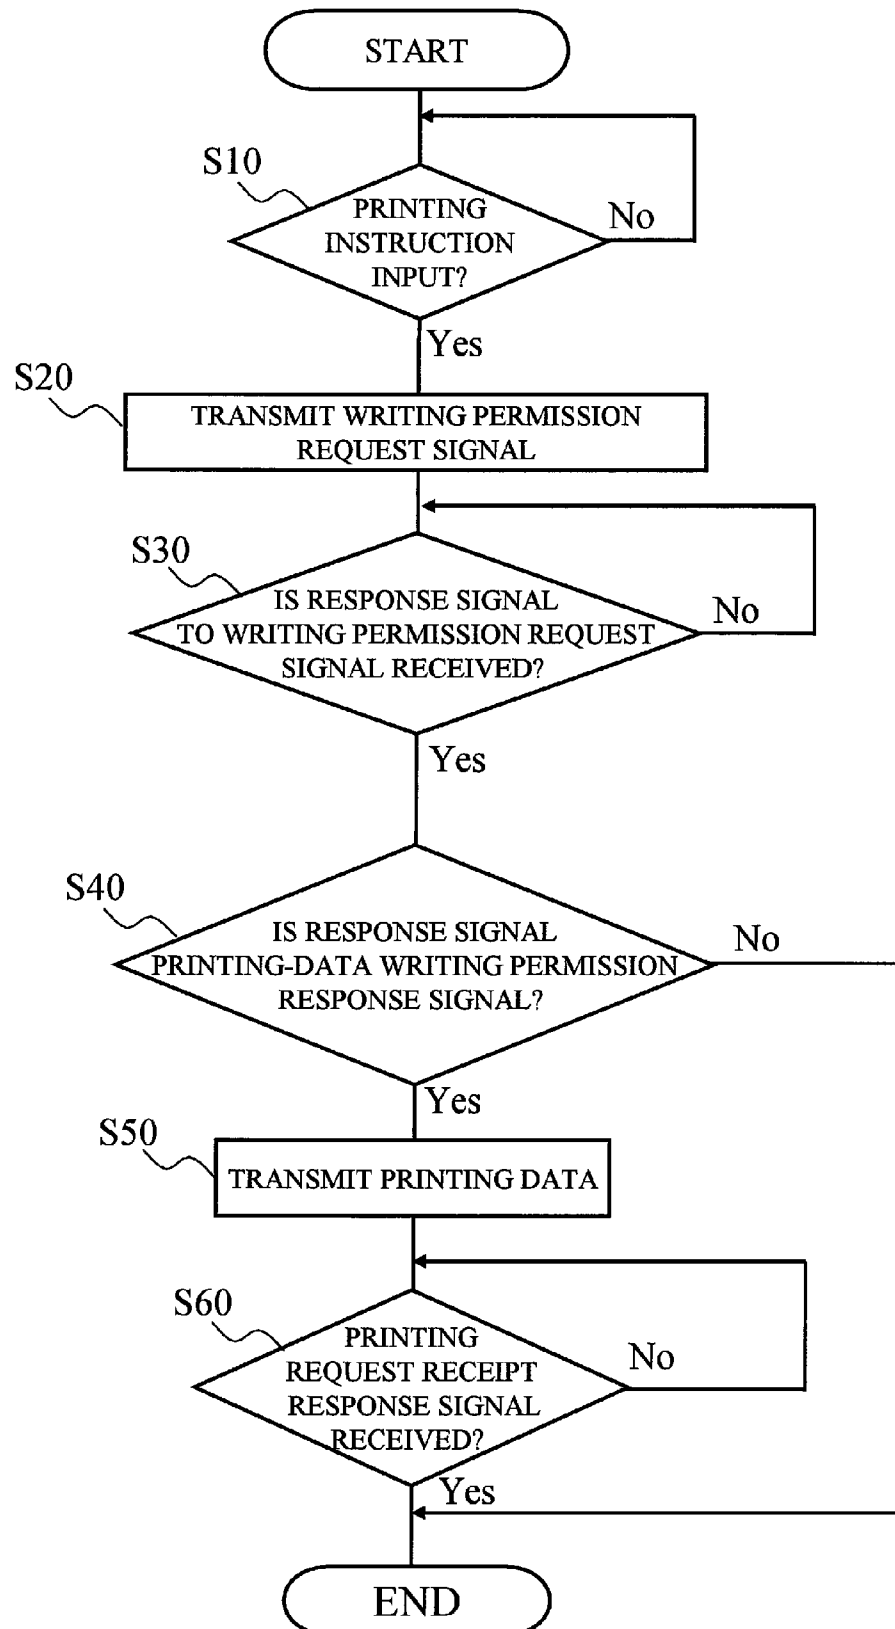 START
S10
PRINTING
INSTRUCTION
INPUT?
No
Yes
S20
TRANSMIT WRITING PERMISSION
REQUEST SIGNAL
S30
IS RESPONSE SIGNAL
TO WRITING PERMISSION REQUEST
SIGNAL RECEIVED?
No
Yes
S40
IS RESPONSE SIGNAL
PRINTING-DATA WRITING PERMISSION
RESPONSE SIGNAL?
No
Yes
S50
TRANSMIT PRINTING DATA
S60
PRINTING
REQUEST RECEIPT
RESPONSE SIGNAL
RECEIVED?
No
Yes
END